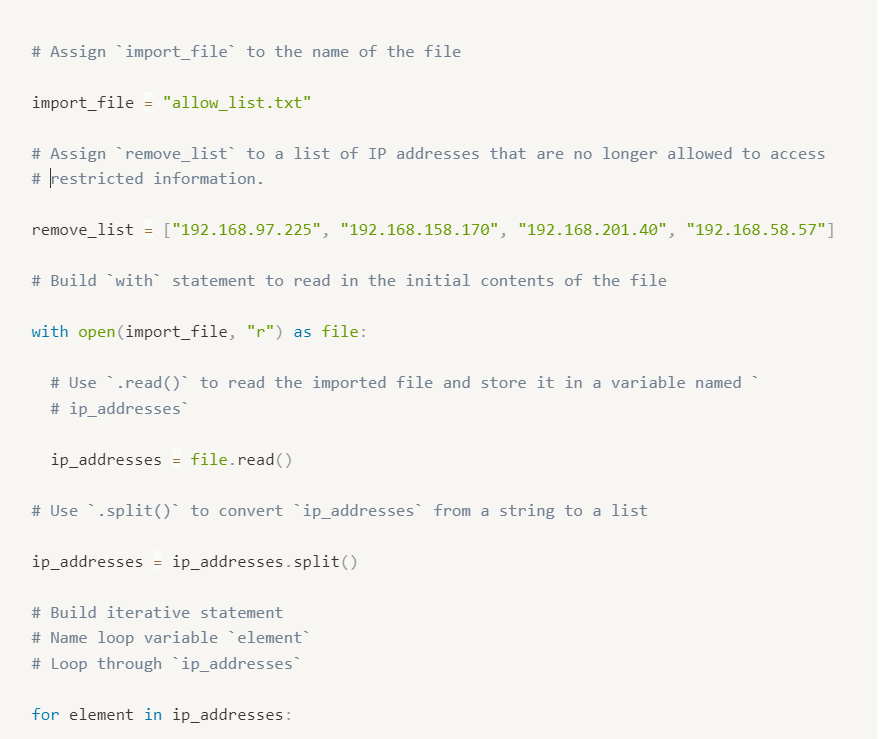 # Assign `import_file` to the name of the file
import_file = "allow_list.txt"
# Assign `remove_list` to a list of IP addresses that are no longer allowed to access
# restricted information.
remove_list = ["192.168.97.225", "192.168.158.170", "192.168.201.40", "192.168.58.57"]
# Build `with` statement to read in the initial contents of the file
with open(import_file, "r") as file:
# Use `.read()` to read the imported file and store it in a variable named `
# ip_addresses`
ip_addresses = file.read()
# Use `.split()` to convert `ip_addresses` from a string to a list
ip_addresses = ip_addresses.split()
# Build iterative statement
# Name loop variable `element`
# Loop through `ip_addresses`
for element in ip_addresses: